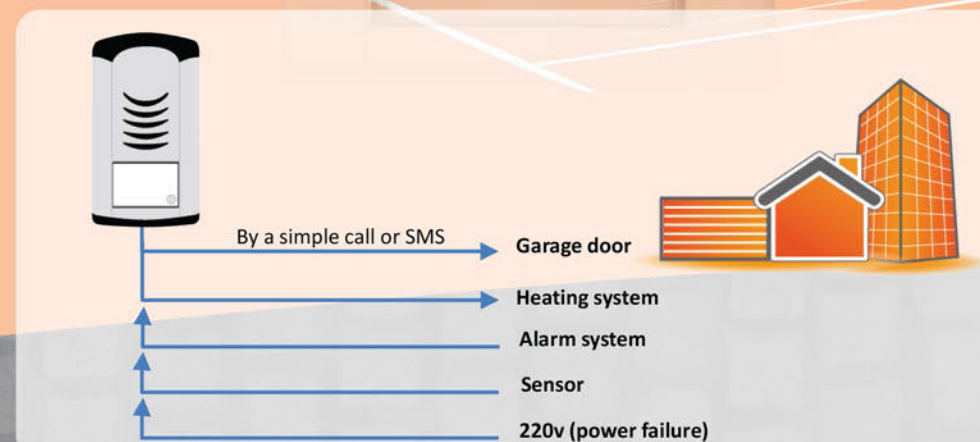 By a simple call or SMS
Garage door
Heating system
Alarm system
Sensor
220v (power failure)